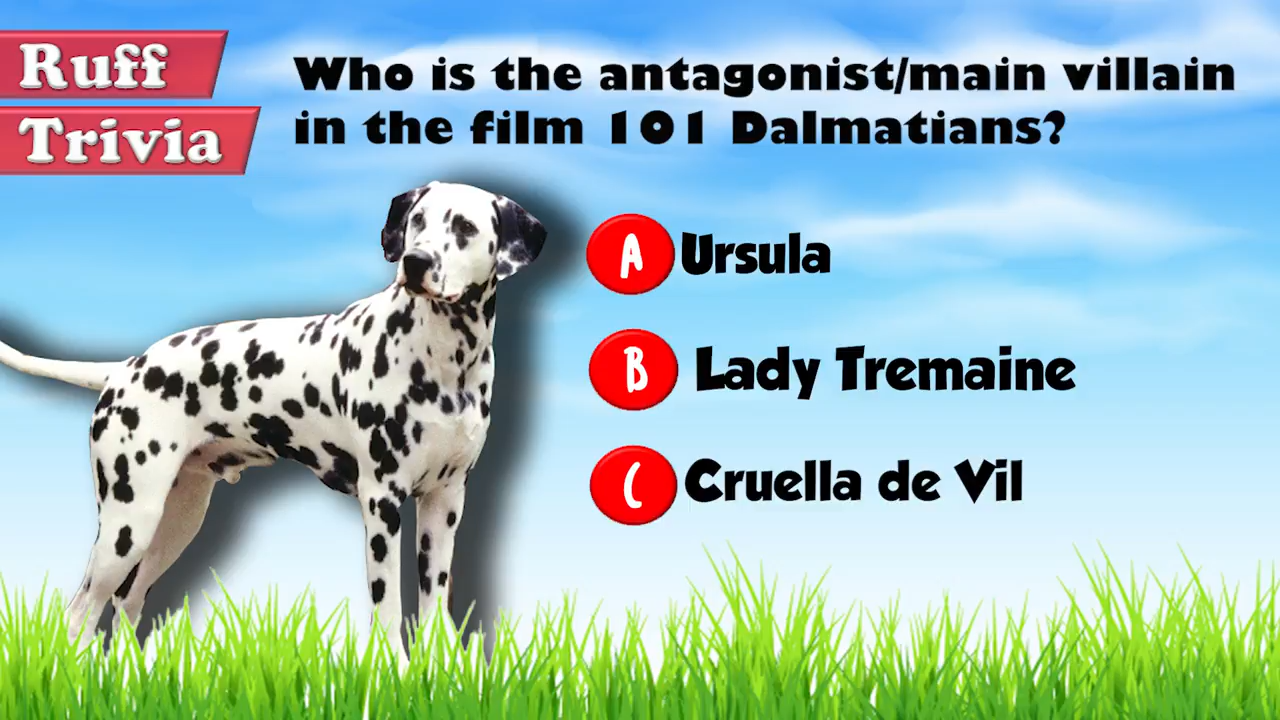 Ruff
Trivia
Who is the antagonist/main villain
in the film 101 Dalmatians?
A Ursula
B Lady Tremaine
C Cruella de Vil